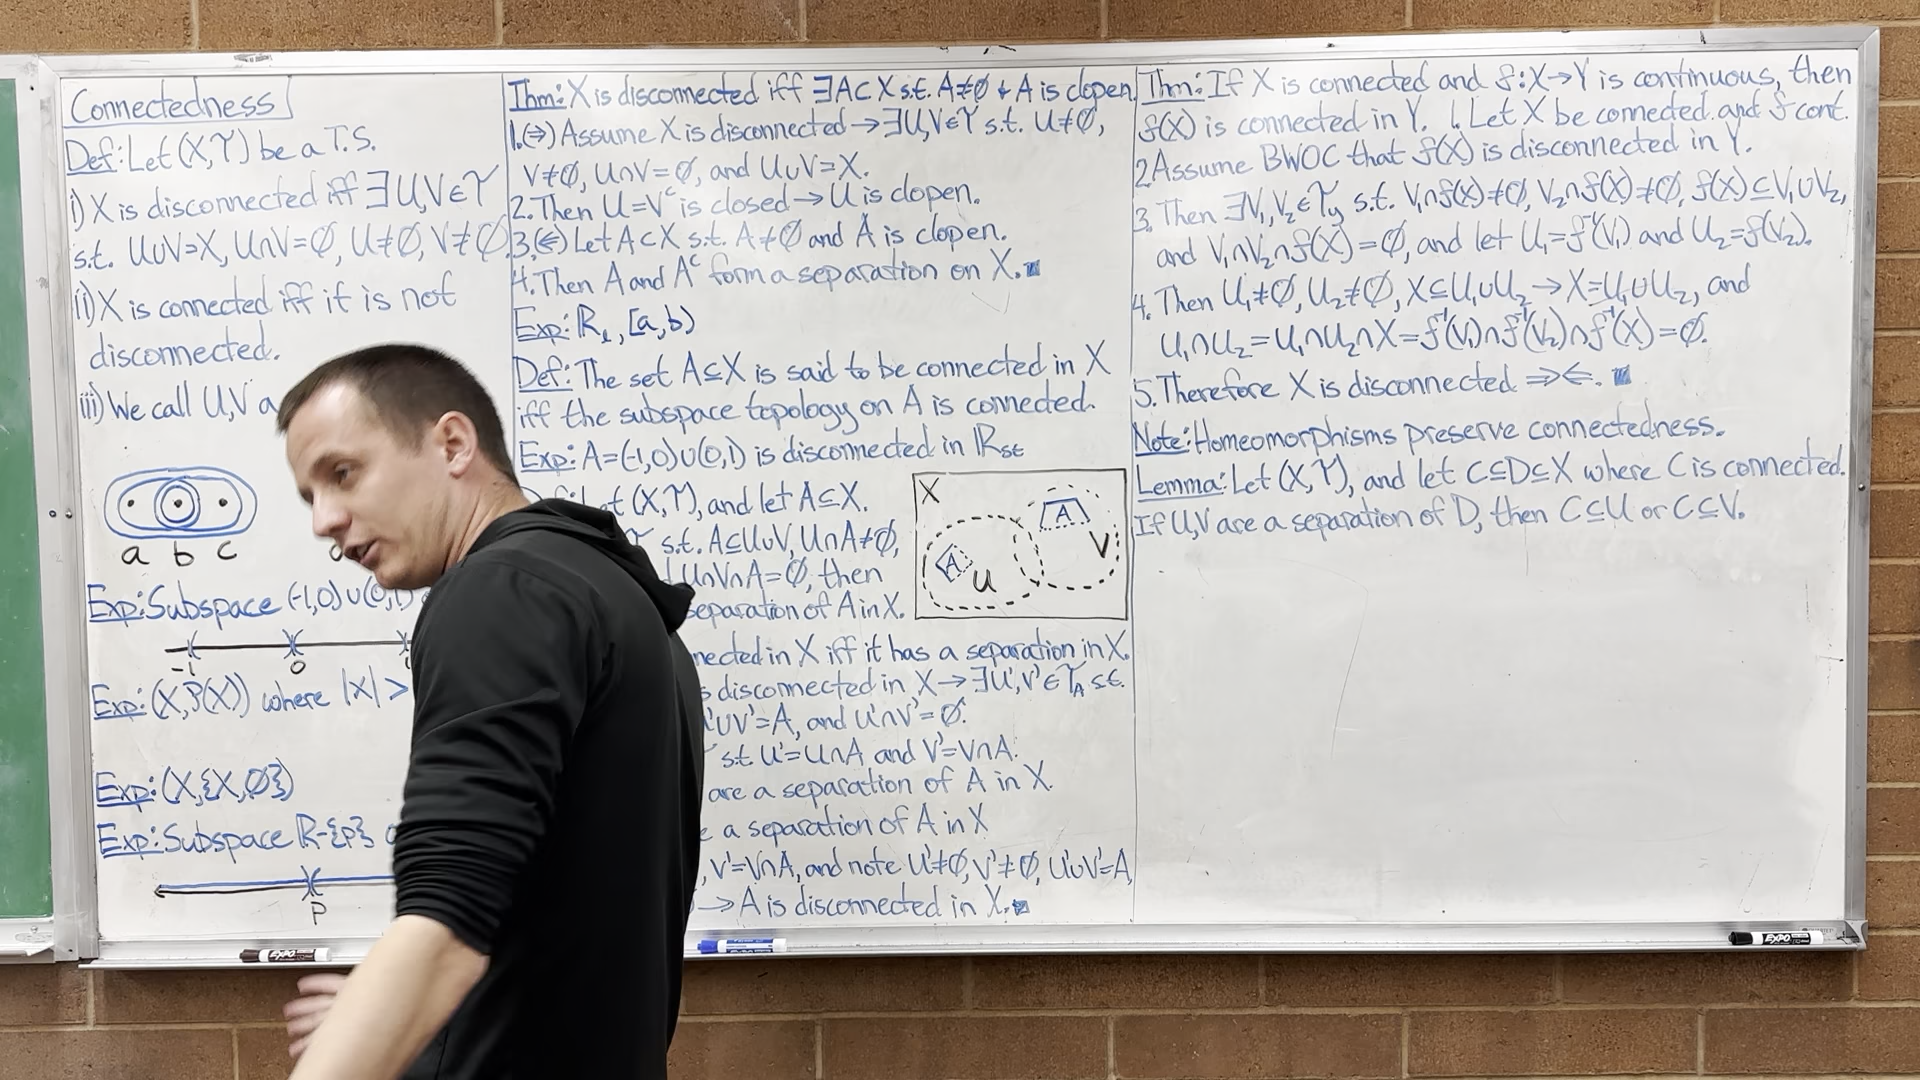 Connectedness
Def: Let (X,𝒯) be a T.S.
i) X is disconnected iff ∃U,V∈𝒯
s.t. U∪V=X, U∩V=∅, U≠∅, V≠∅.
ii) X is connected iff it is not
disconnected.
iii) We call U,V a
a b c
Exp: Subspace (-1,0)∪(0,1)
-1 0
Exp: (X,P(X)) where |X|>
Exp: (X,{X,∅})
Exp: Subspace ℝ-{p}
P
Thm: X is disconnected iff ∃A⊂X s.t. A≠∅ & A is clopen.
1.(⇒) Assume X is disconnected → ∃U,V∈𝒯 s.t. U≠∅,
V≠∅, U∩V=∅, and U∪V=X.
2. Then U=Vᶜ is closed → U is clopen.
3.(⇐) Let A⊂X s.t. A≠∅ and A is clopen.
4. Then A and Aᶜ form a separation on X. ■
Exp: ℝₗ, [a,b)
Def: The set A⊆X is said to be connected in X
iff the subspace topology on A is connected.
Exp: A=(-1,0)∪(0,1) is disconnected in ℝst
Let (X,𝒯), and let A⊆X.
s.t. A⊆U∪V, U∩A≠∅,
U∩V∩A=∅, then
separation of A in X.
X A V A U
nected in X iff it has a separation in X.
s disconnected in X → ∃U',V'∈𝒯_A s.t.
U'∪V'=A, and U'∩V'=∅.
s.t. U'=U∩A and V'=V∩A.
are a separation of A in X.
e a separation of A in X
, V'=V∩A, and note U'≠∅, V'≠∅, U'∪V'=A,
→ A is disconnected in X. ■
Thm: If X is connected and f:X→Y is continuous, then
f(X) is connected in Y. 1. Let X be connected and f cont.
2. Assume BWOC that f(X) is disconnected in Y.
3. Then ∃V₁,V₂∈𝒯y s.t. V₁∩f(X)≠∅, V₂∩f(X)≠∅, f(X)⊆V₁∪V₂,
and V₁∩V₂∩f(X)=∅, and let U₁=f⁻¹(V₁) and U₂=f(V₂).
4. Then U₁≠∅, U₂≠∅, X⊆U₁∪U₂ → X=U₁∪U₂, and
U₁∩U₂=U₁∩U₂∩X=f⁻¹(V₁)∩f⁻¹(V₂)∩f⁻¹(X)=∅.
5. Therefore X is disconnected ⇒⇐. ■
Note: Homeomorphisms preserve connectedness.
Lemma: Let (X,𝒯), and let C⊆D⊆X where C is connected.
If U,V are a separation of D, then C⊆U or C⊆V.
EXPO
EXPO